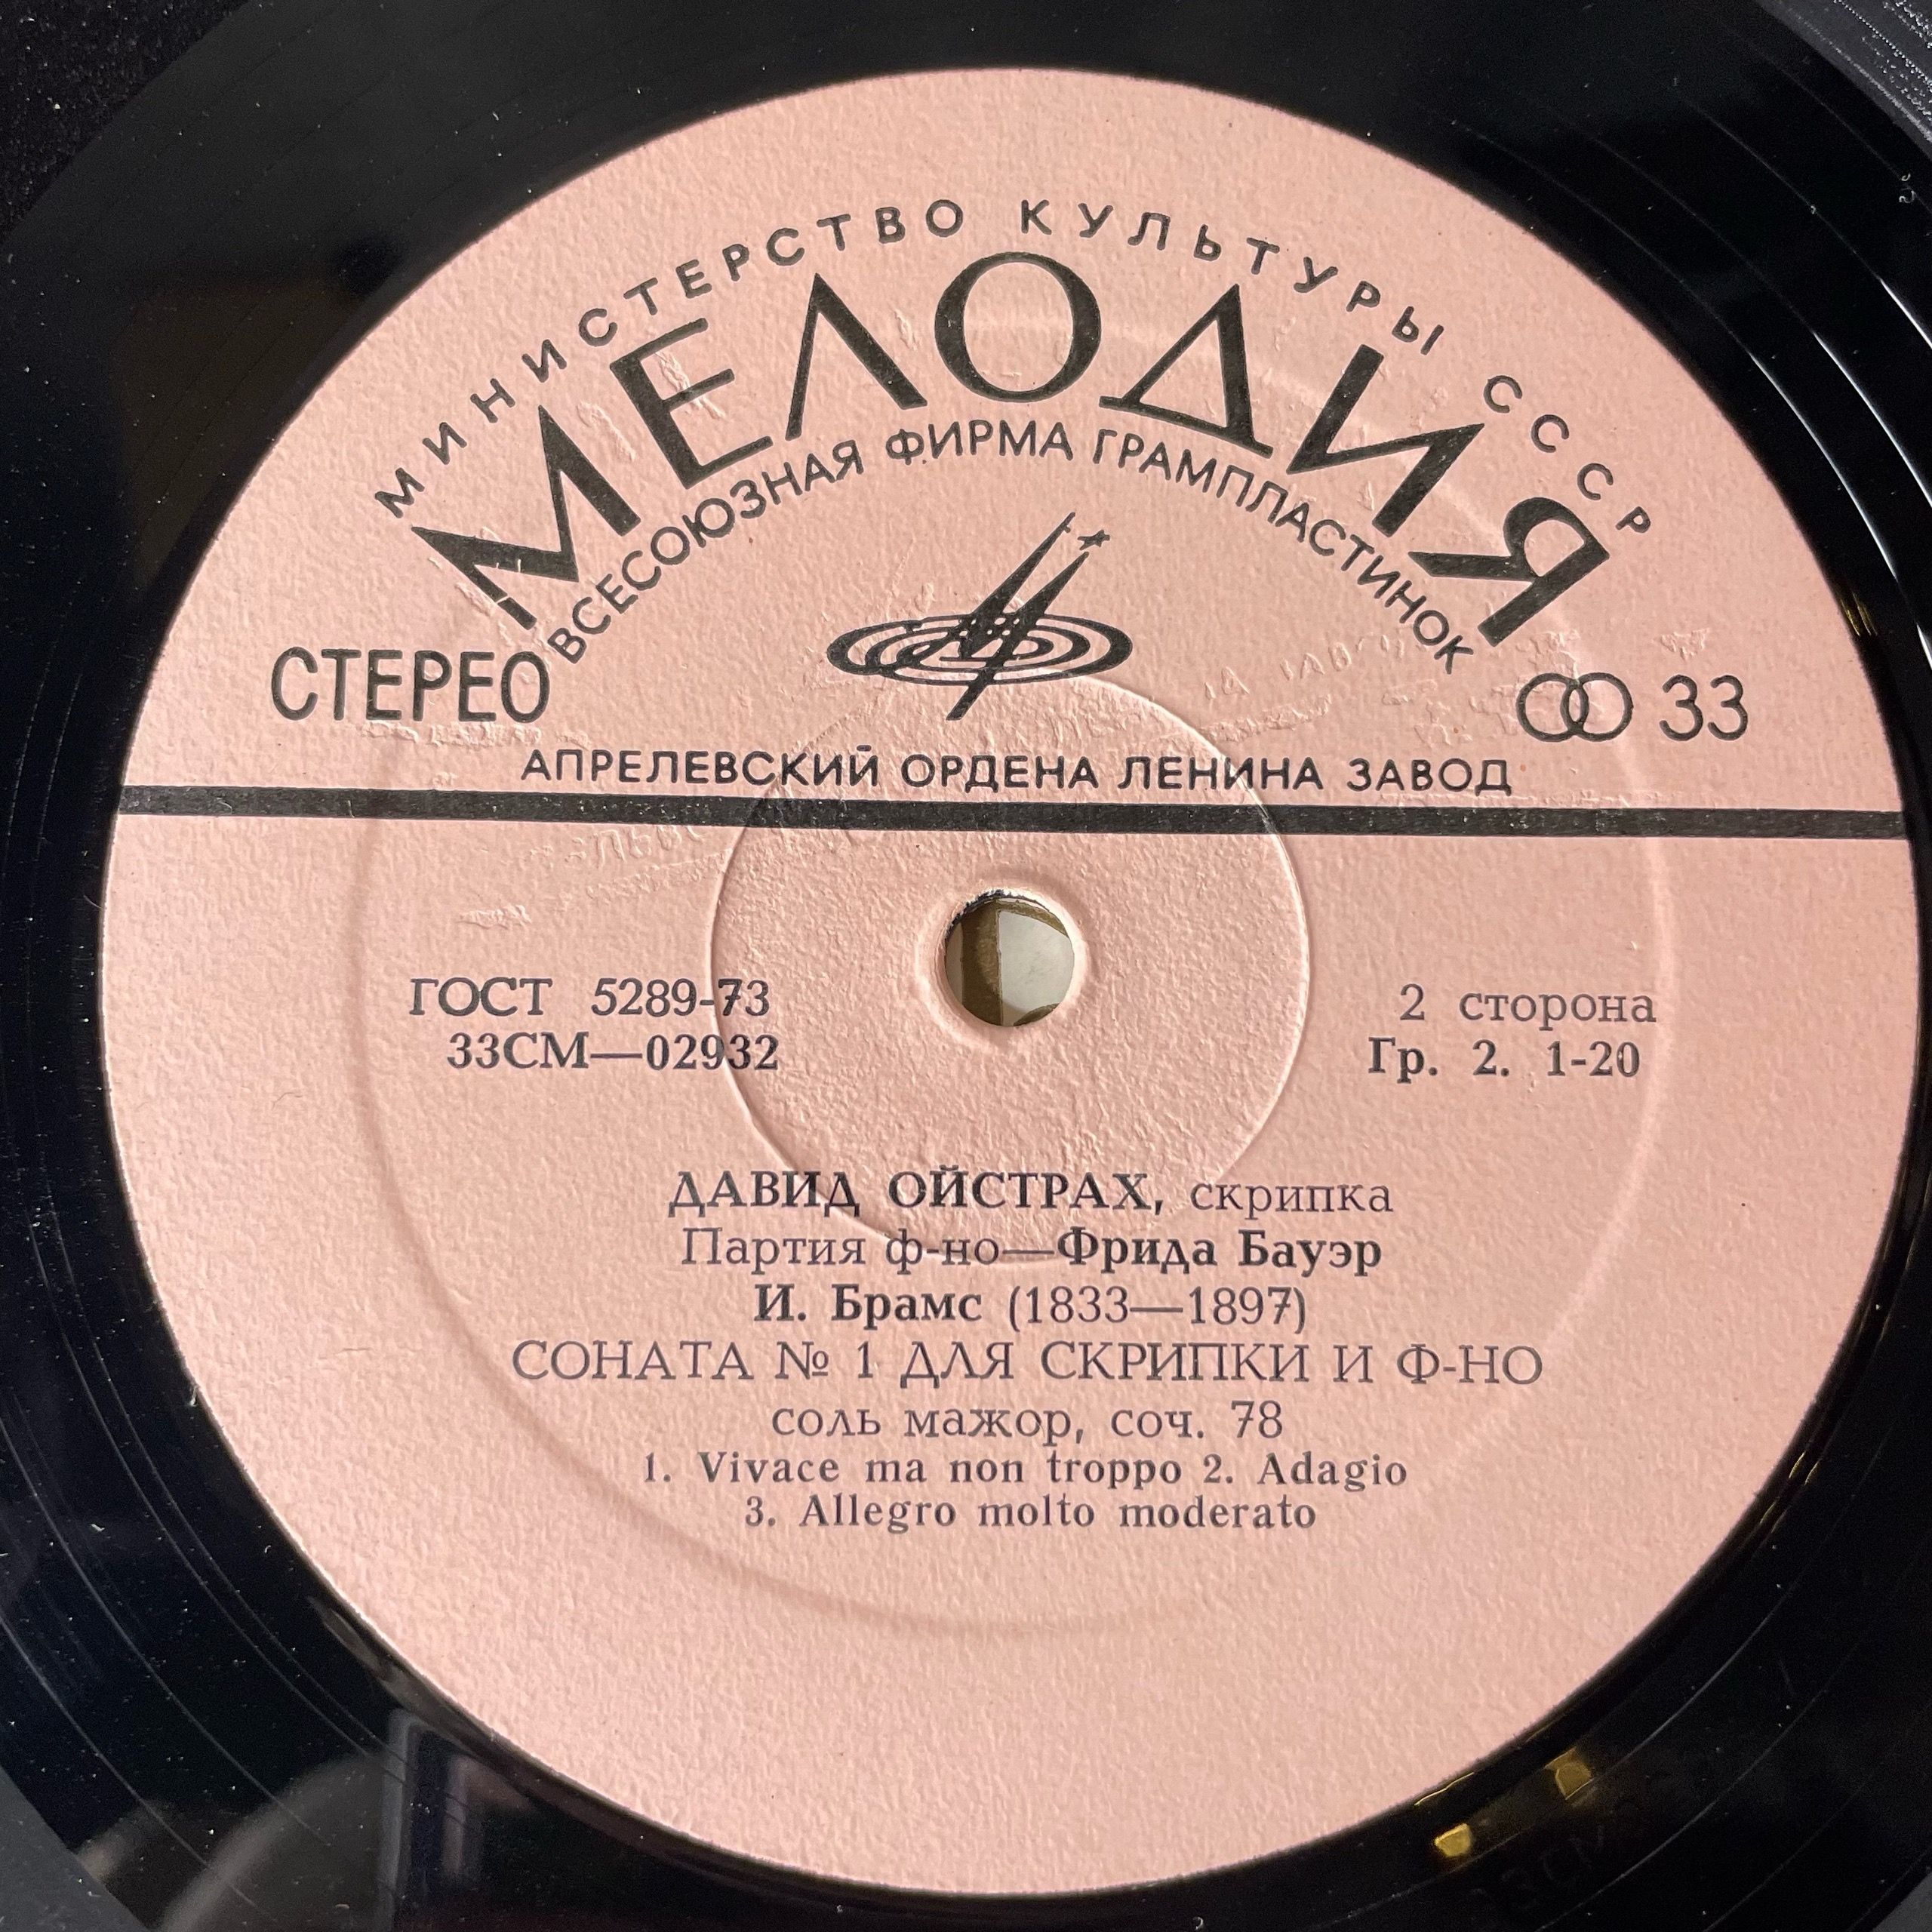 МИНИСТЕРСТВО КУЛЬТУРЫ СССР
МЕЛОДИЯ
ВСЕСОЮЗНАЯ ФИРМА ГРАМПЛАСТИНОК
СТЕРЕО
33
АПРЕЛЕВСКИЙ ОРДЕНА ЛЕНИНА ЗАВОД
ГОСТ 5289-73
33СМ—02932
2 сторона
Гр. 2. 1-20
ДАВИД ОЙСТРАХ, скрипка
Партия ф-но—Фрида Бауэр
И. Брамс (1833—1897)
СОНАТА № 1 ДЛЯ СКРИПКИ И Ф-НО
соль мажор, соч. 78
1. Vivace ma non troppo 2. Adagio
3. Allegro molto moderato